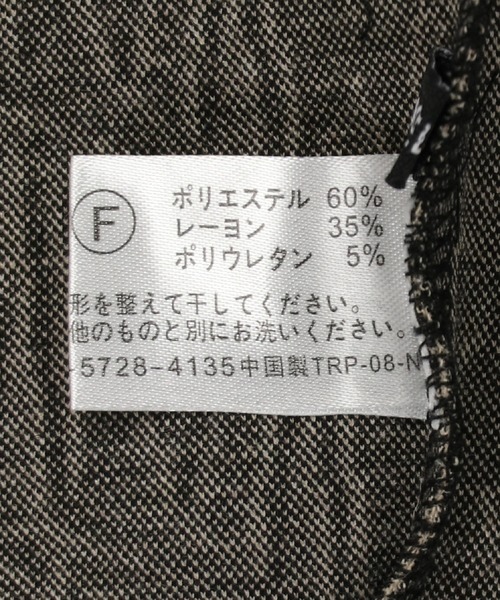 F
ポリエステル 60%
レーヨン 35%
ポリウレタン 5%
形を整えて干してください。
他のものと別にお洗いください。
-5728-4135中国製TRP-08-N